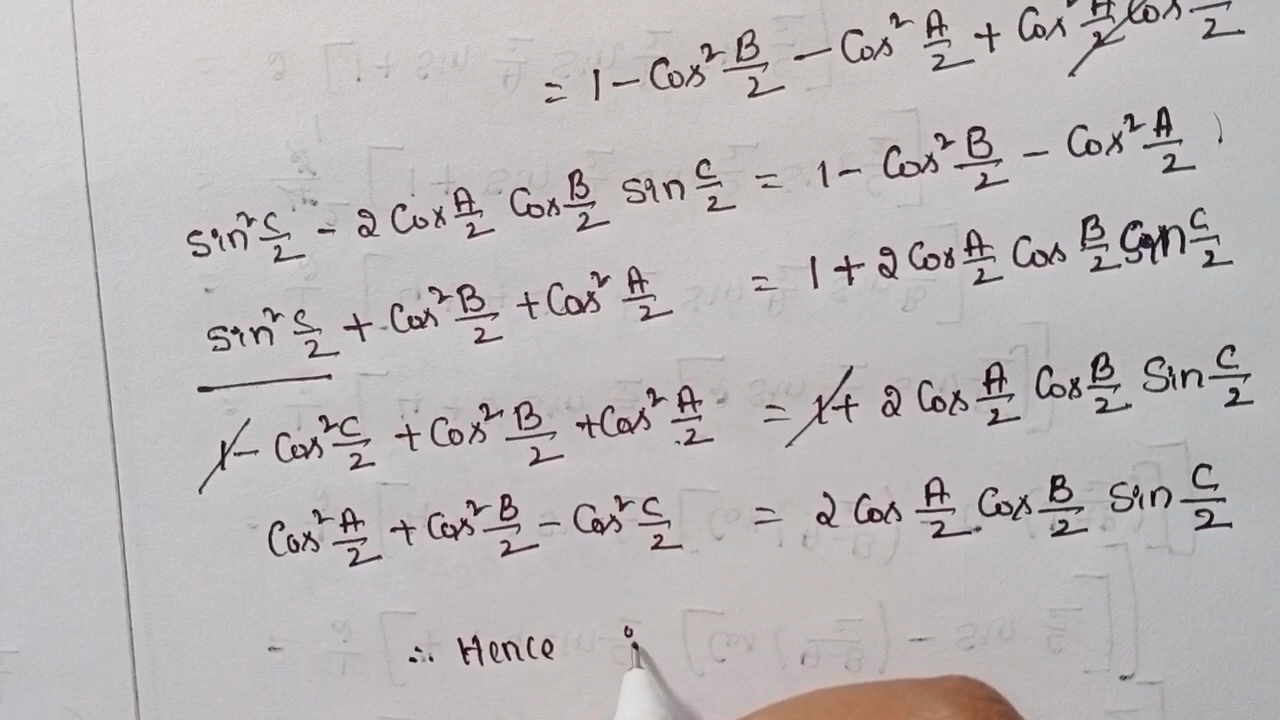 = 1 - Cos² B/2 - Cos² A/2 + Cos² A/2 Cos
Sin² C/2 - 2 Cos A/2 Cos B/2 Sin C/2 = 1 - Cos² B/2 - Cos² A/2
Sin² C/2 + Cos² B/2 + Cos² A/2 = 1 + 2 Cos A/2 Cos B/2 Sin C/2
1 - Cos² C/2 + Cos² B/2 + Cos² A/2 = 1 + 2 Cos A/2 Cos B/2 Sin C/2
Cos² A/2 + Cos² B/2 - Cos² C/2 = 2 Cos A/2 Cos B/2 Sin C/2
∴ Hence